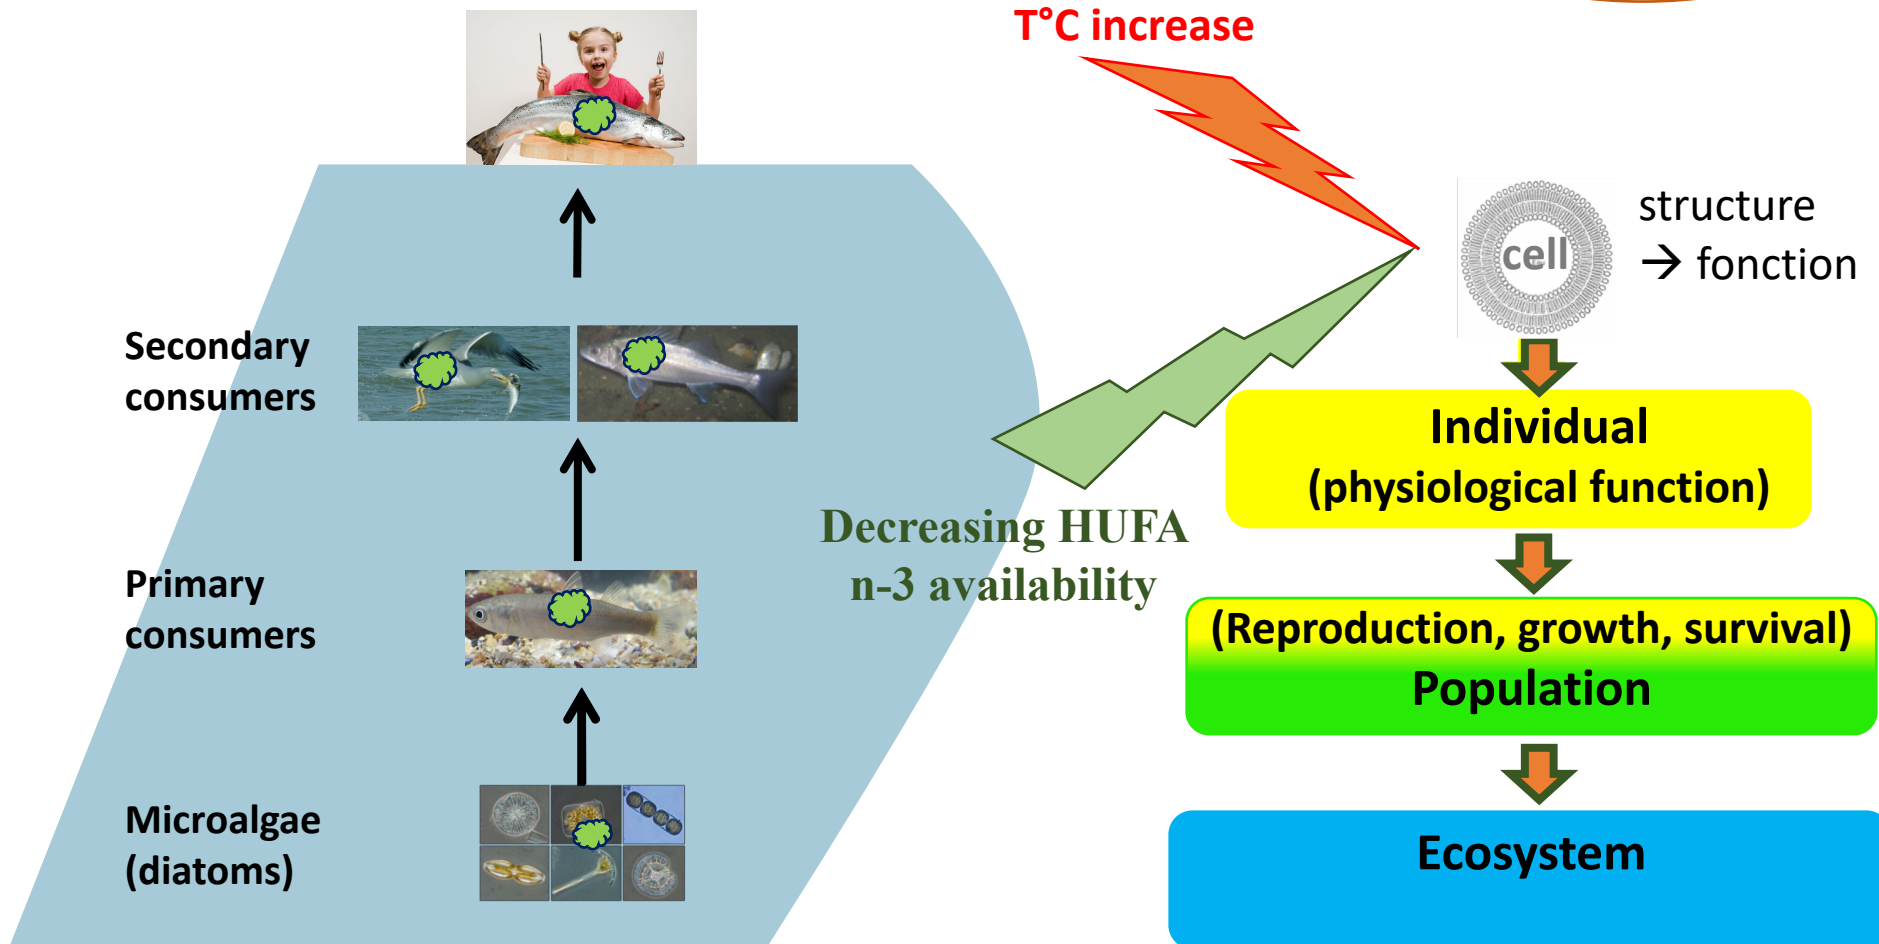 T°C increase
structure
→ fonction
cell
Secondary
consumers
Individual
(physiological function)
Decreasing HUFA
n-3 availability
Primary
consumers
(Reproduction, growth, survival)
Population
Microalgae
(diatoms)
Ecosystem